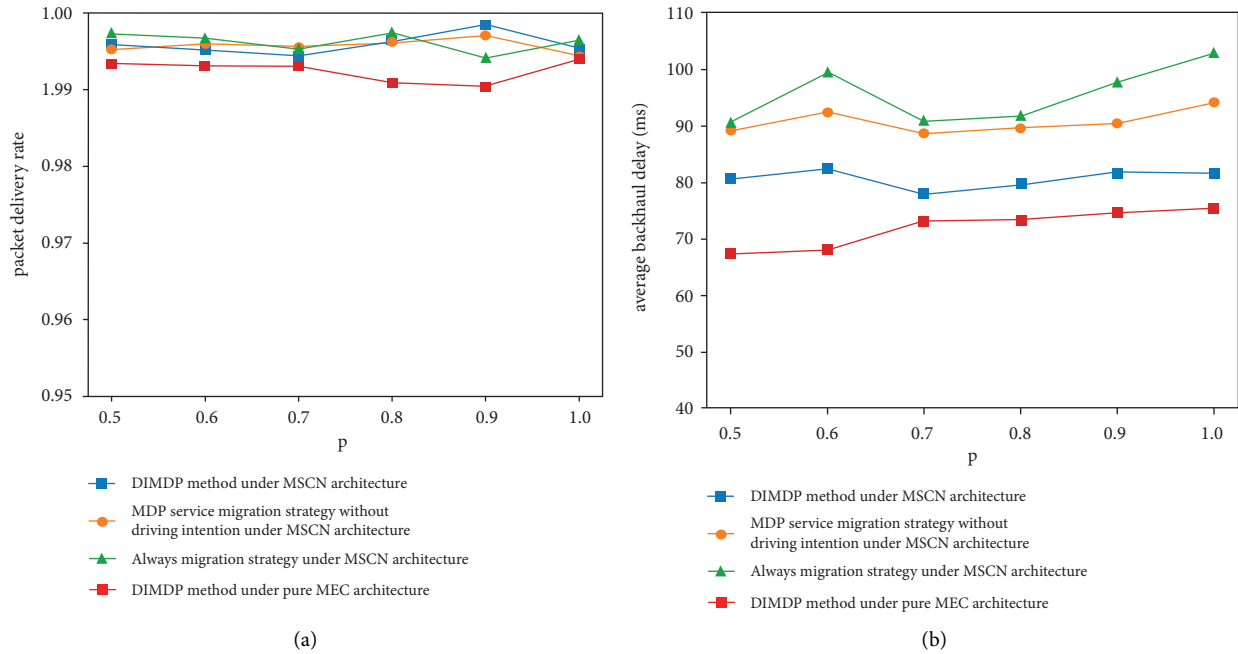 packet delivery rate
1.00
1.99
0.98
0.97
0.96
0.95
0.5 0.6 0.7 0.8 0.9 1.0
p
DIMDP method under MSCN architecture
MDP service migration strategy without
driving intention under MSCN architecture
Always migration strategy under MSCN architecture
DIMDP method under pure MEC architecture
(a)
average backhaul delay (ms)
110
100
90
80
70
60
50
40
0.5 0.6 0.7 0.8 0.9 1.0
p
DIMDP method under MSCN architecture
MDP service migration strategy without
driving intention under MSCN architecture
Always migration strategy under MSCN architecture
DIMDP method under pure MEC architecture
(b)